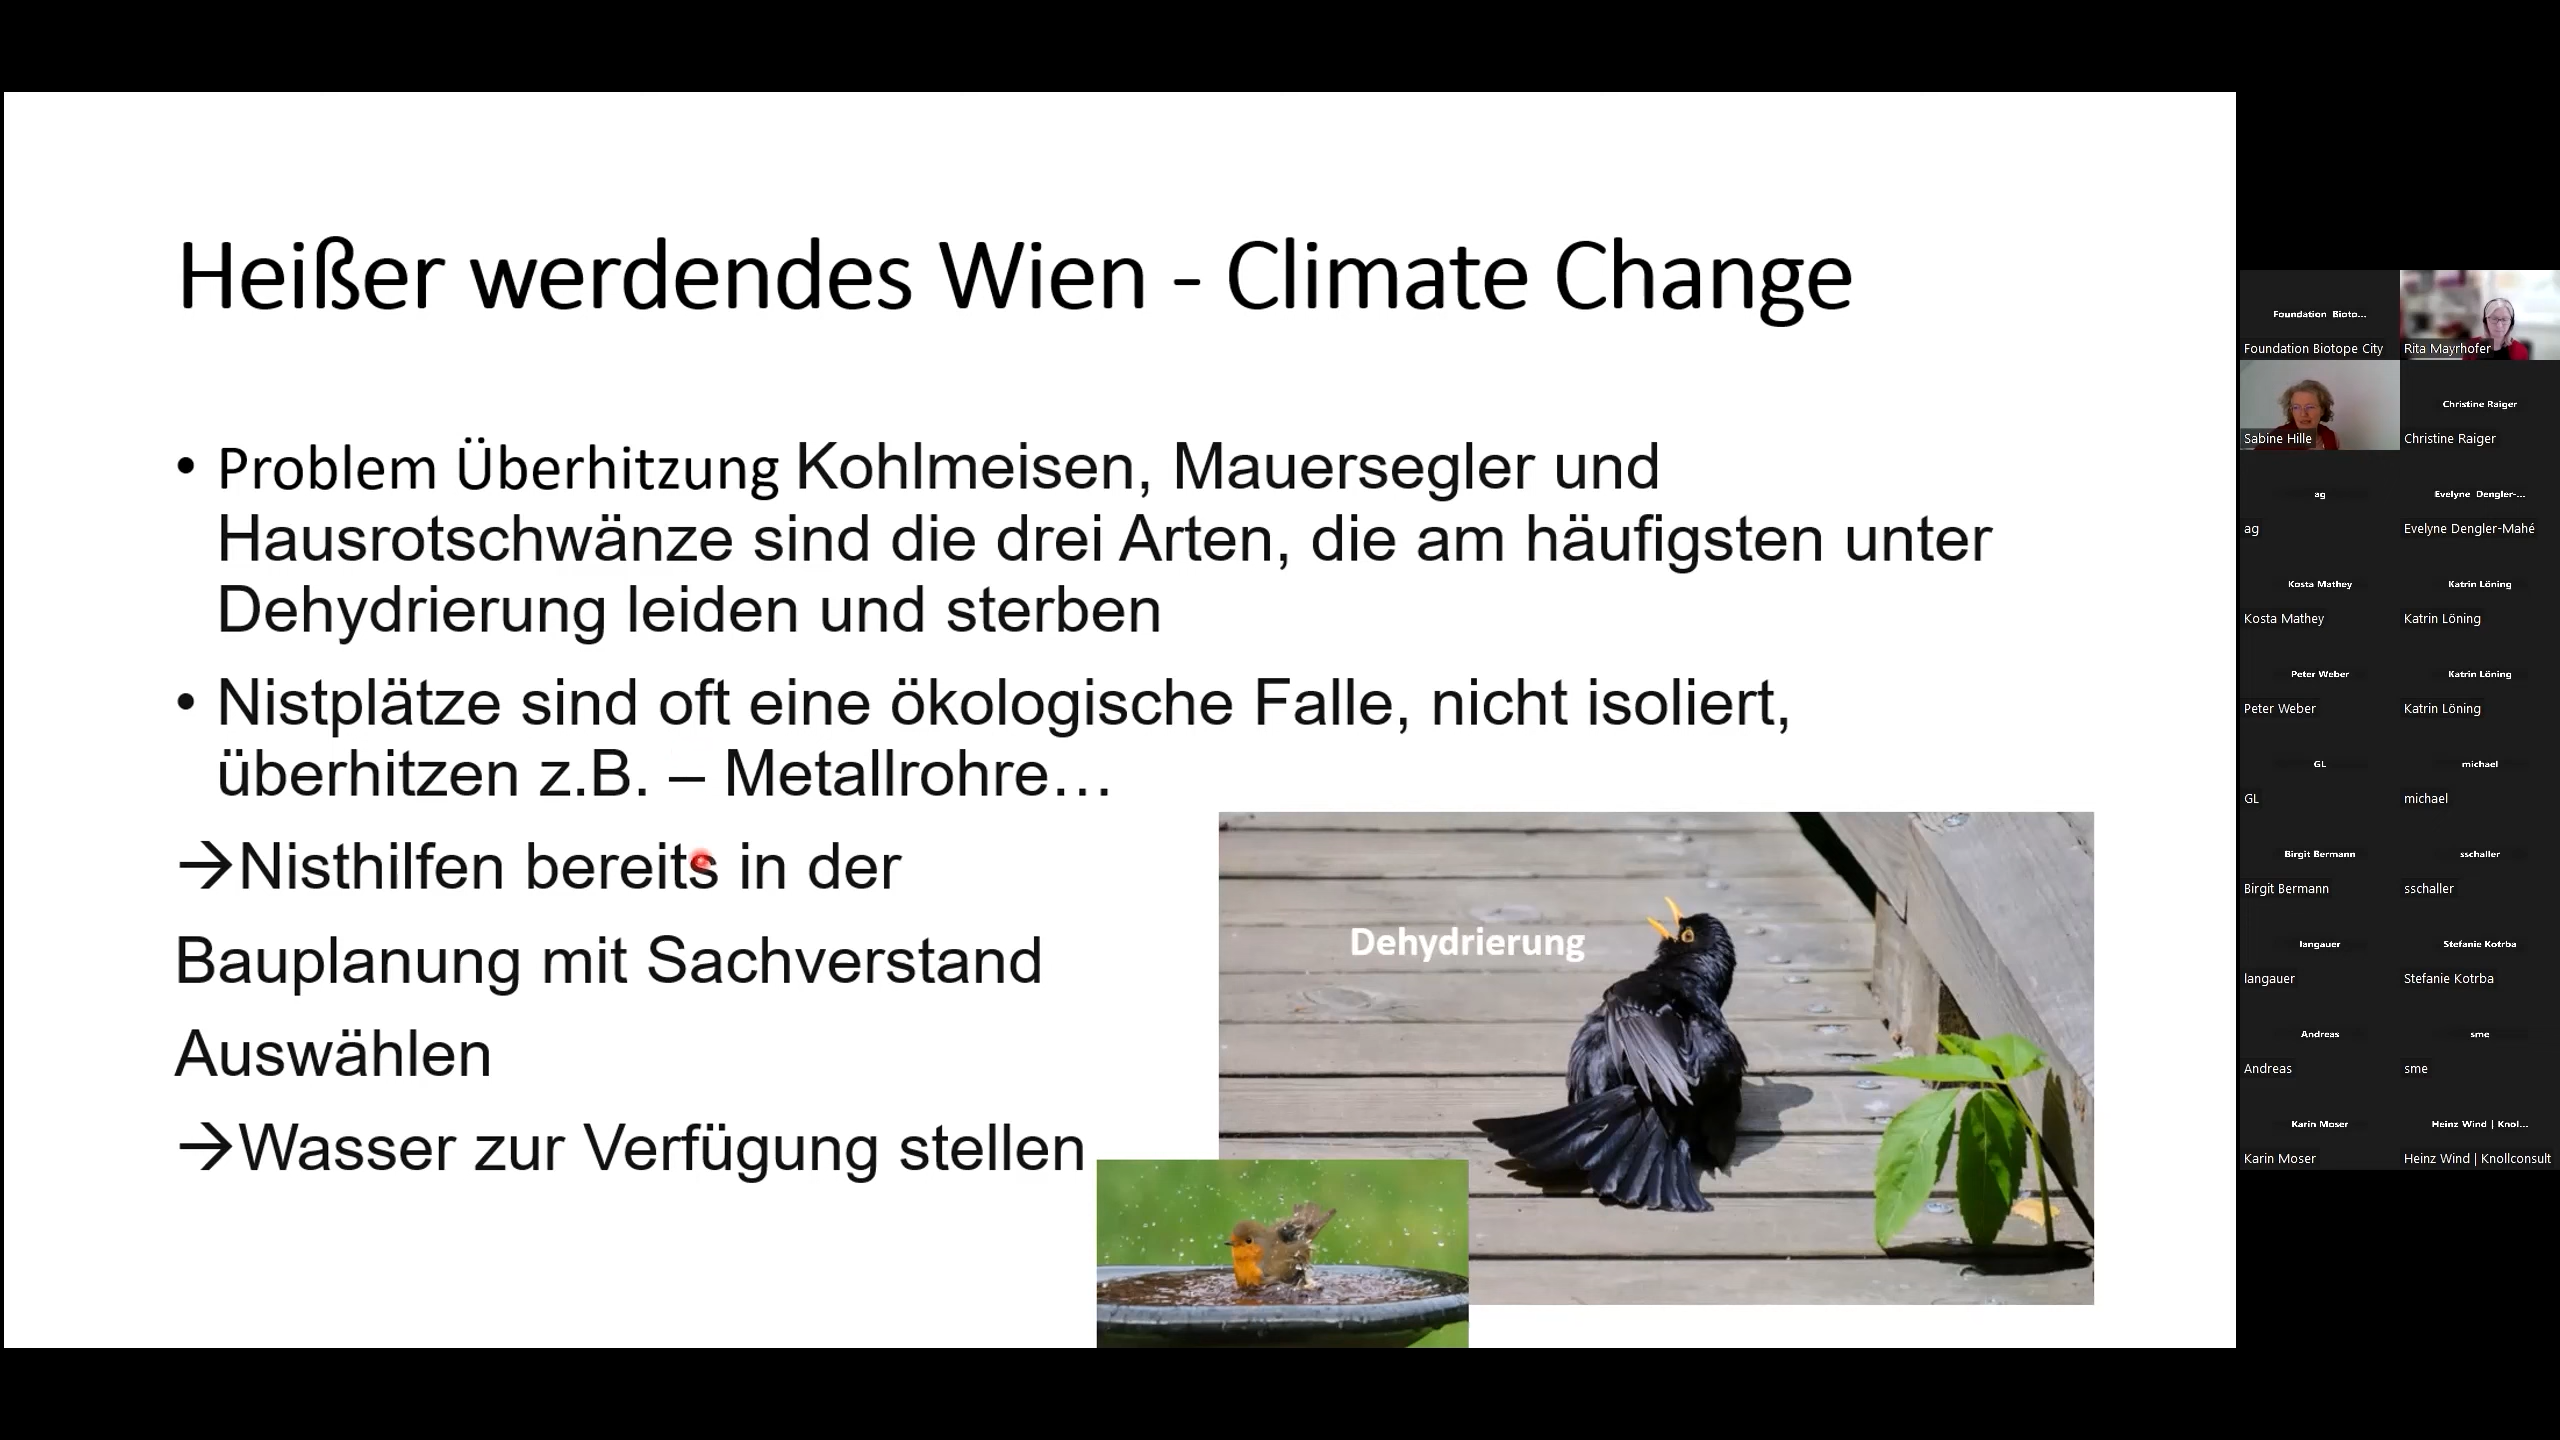 Heißer werdendes Wien - Climate Change
• Problem Überhitzung Kohlmeisen, Mauersegler und
Hausrotschwänze sind die drei Arten, die am häufigsten unter
Dehydrierung leiden und sterben
• Nistplätze sind oft eine ökologische Falle, nicht isoliert,
überhitzen z.B. – Metallrohre…
→Nisthilfen bereits in der
Bauplanung mit Sachverstand
Auswählen
→Wasser zur Verfügung stellen
Dehydrierung
Foundation Bioto...
Foundation Biotope City
Rita Mayrhofer
Sabine Hille
Christine Raiger
Christine Raiger
ag
ag
Evelyne Dengler-...
Evelyne Dengler-Mahé
Kosta Mathey
Kosta Mathey
Katrin Löning
Katrin Löning
Peter Weber
Peter Weber
Katrin Löning
Katrin Löning
GL
GL
michael
michael
Birgit Bermann
Birgit Bermann
sschaller
sschaller
langauer
langauer
Stefanie Kotrba
Stefanie Kotrba
Andreas
Andreas
sme
sme
Karin Moser
Karin Moser
Heinz Wind | Knol...
Heinz Wind | Knollconsult